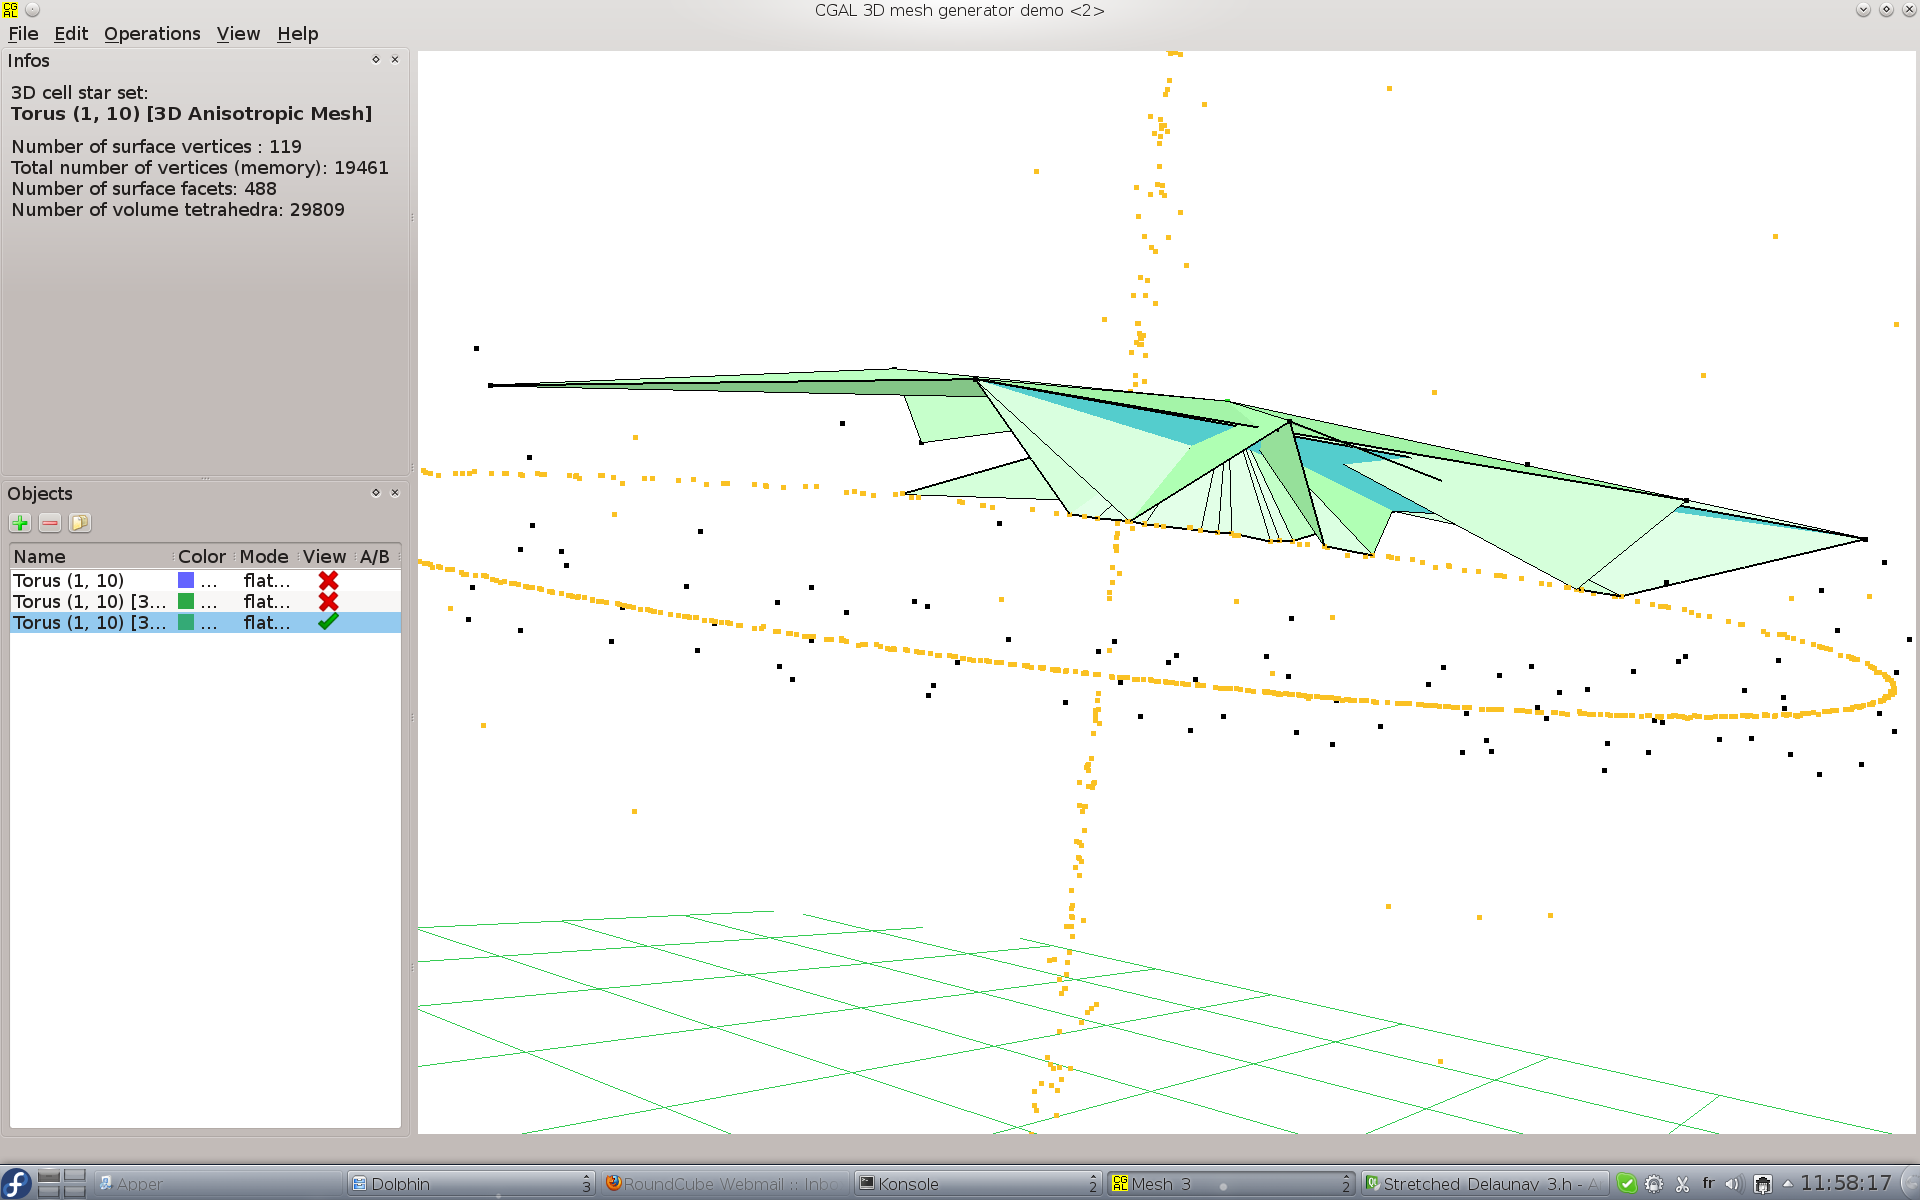 CGAL 3D mesh generator demo <2>
File Edit Operations View Help
Infos
3D cell star set:
Torus (1, 10) [3D Anisotropic Mesh]
Number of surface vertices : 119
Total number of vertices (memory): 19461
Number of surface facets: 488
Number of volume tetrahedra: 29809
Objects
Name Color Mode View A/B
Torus (1, 10) ... flat...
Torus (1, 10) [3... ... flat...
Torus (1, 10) [3... ... flat...
Apper Dolphin 3 RoundCube Webmail :: Inbo Konsole 2 CGAL Mesh_3 2 Stretched_Delaunay_3.h - fr 11:58:17